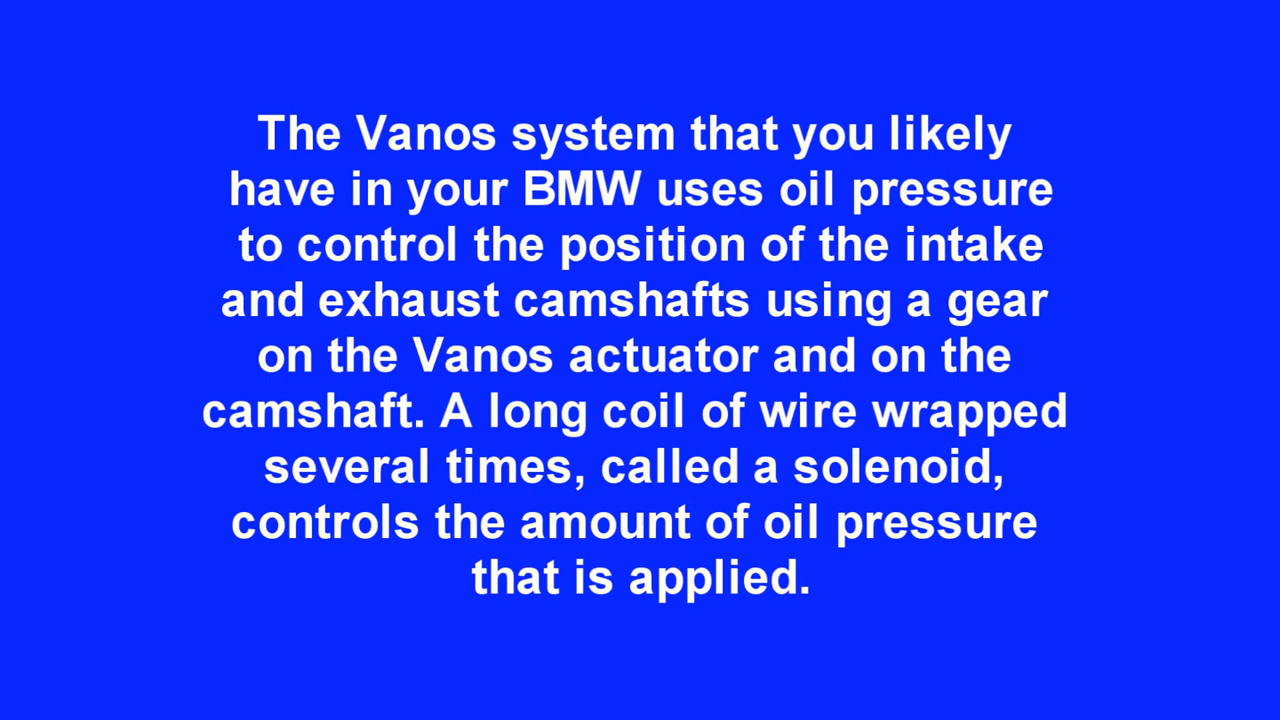 The Vanos system that you likely
have in your BMW uses oil pressure
to control the position of the intake
and exhaust camshafts using a gear
on the Vanos actuator and on the
camshaft. A long coil of wire wrapped
several times, called a solenoid,
controls the amount of oil pressure
that is applied.